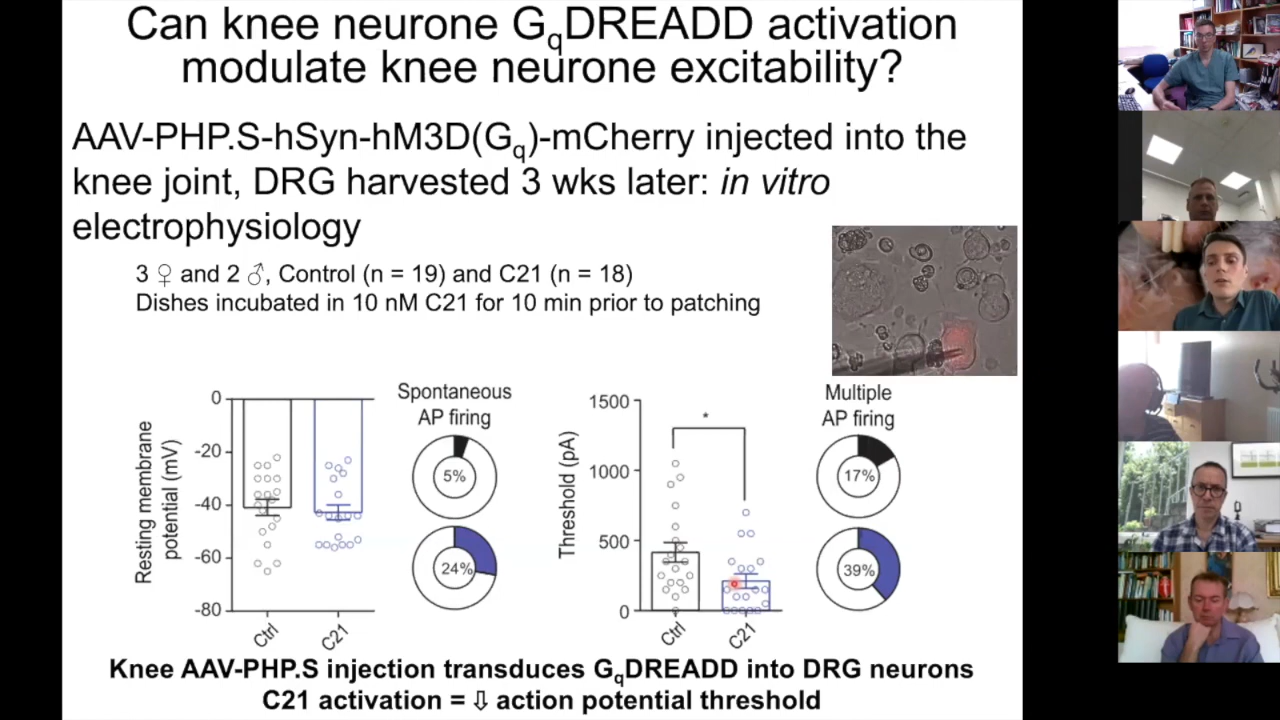 Can knee neurone GqDREADD activation
modulate knee neurone excitability?
AAV-PHP.S-hSyn-hM3D(Gq)-mCherry injected into the
knee joint, DRG harvested 3 wks later: in vitro
electrophysiology
3 ♀ and 2 ♂, Control (n = 19) and C21 (n = 18)
Dishes incubated in 10 nM C21 for 10 min prior to patching
Resting membrane
potential (mV)
0
-20
-40
-60
-80
Ctrl
C21
Spontaneous
AP firing
5%
24%
Threshold (pA)
1500
1000
500
0
*
Ctrl
C21
Multiple
AP firing
17%
39%
Knee AAV-PHP.S injection transduces GqDREADD into DRG neurons
C21 activation = ⇩ action potential threshold